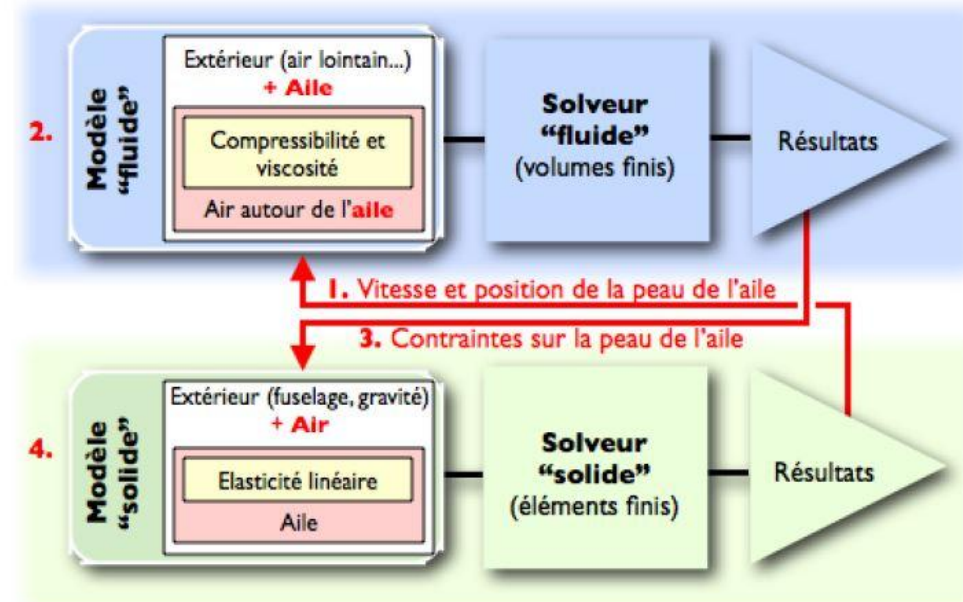 2.
Modèle
“fluide”
Extérieur (air lointain...)
+ Aile
Compressibilité et
viscosité
Air autour de l’aile
Solveur
“fluide”
(volumes finis)
Résultats
1. Vitesse et position de la peau de l’aile
3. Contraintes sur la peau de l’aile
4.
Modèle
“solide”
Extérieur (fuselage, gravité)
+ Air
Elasticité linéaire
Aile
Solveur
“solide”
(éléments finis)
Résultats